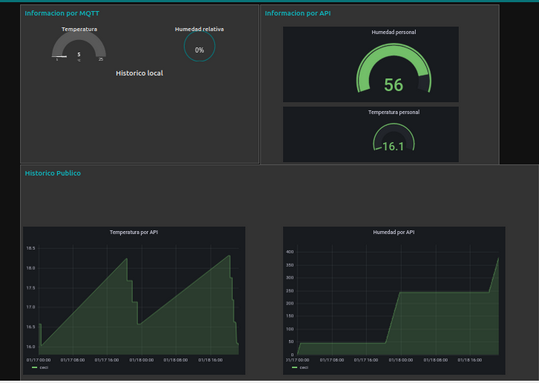 Informacion por MQTT
Temperatura
Humedad relativa
0%
Historico local
Informacion por API
Humedad personal
56
Temperatura personal
16.1
Historico Publico
Temperatura por API
18.5
18.0
17.5
17.0
16.5
16.0
01/17 00:00 01/17 08:00 01/17 16:00 01/18 00:00 01/18 08:00 01/18 16:00
Humedad por API
400
350
300
250
200
150
100
50
0
01/17 00:00 01/17 08:00 01/17 16:00 01/18 00:00 01/18 08:00 01/18 16:00